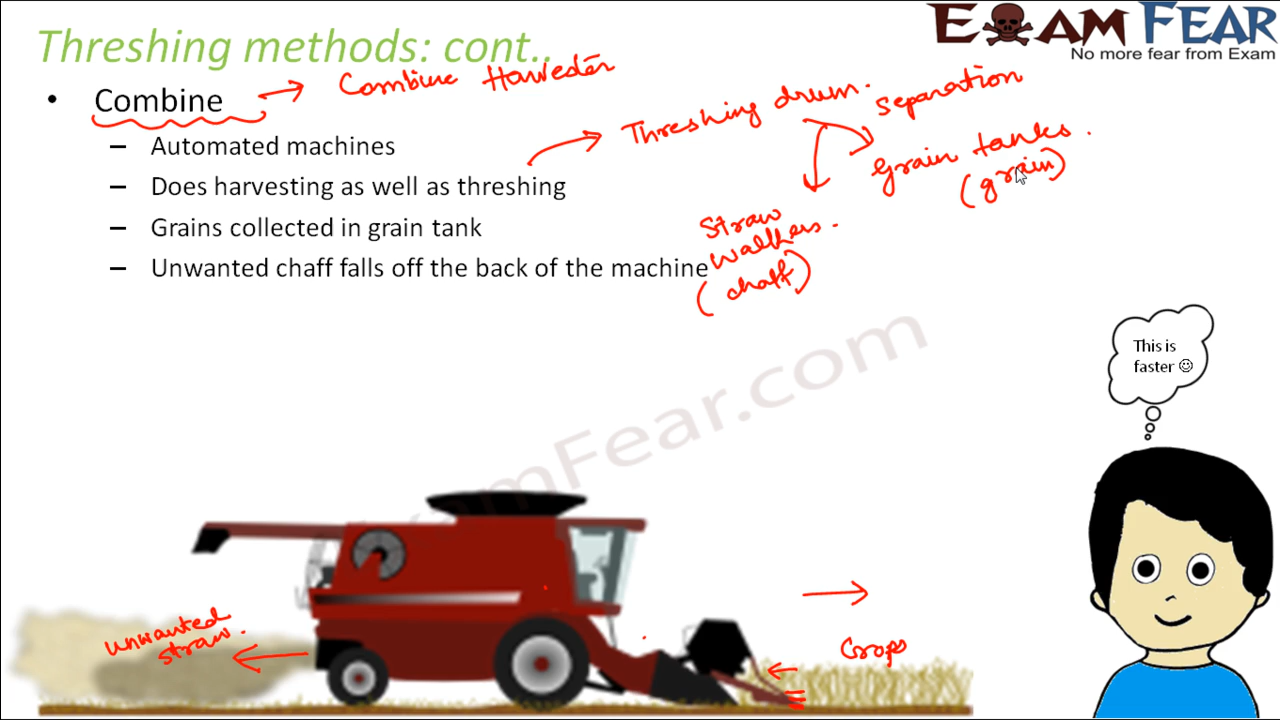 Threshing methods: cont..
EXAM FEAR
No more fear from Exam
• Combine → Combine Harvester
– Automated machines
– Does harvesting as well as threshing
– Grains collected in grain tank
– Unwanted chaff falls off the back of the machine
Threshing drum.
Separation
Grain tanks.
(grain)
Straw
walkers.
(chaff)
ExamFear.com
This is
faster ☺
unwanted
straw.
Crops